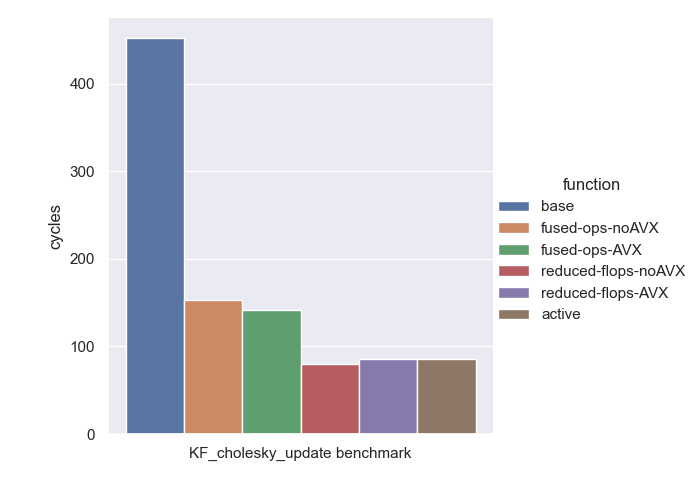 400
300
200
100
0
cycles
KF_cholesky_update benchmark
function
base
fused-ops-noAVX
fused-ops-AVX
reduced-flops-noAVX
reduced-flops-AVX
active